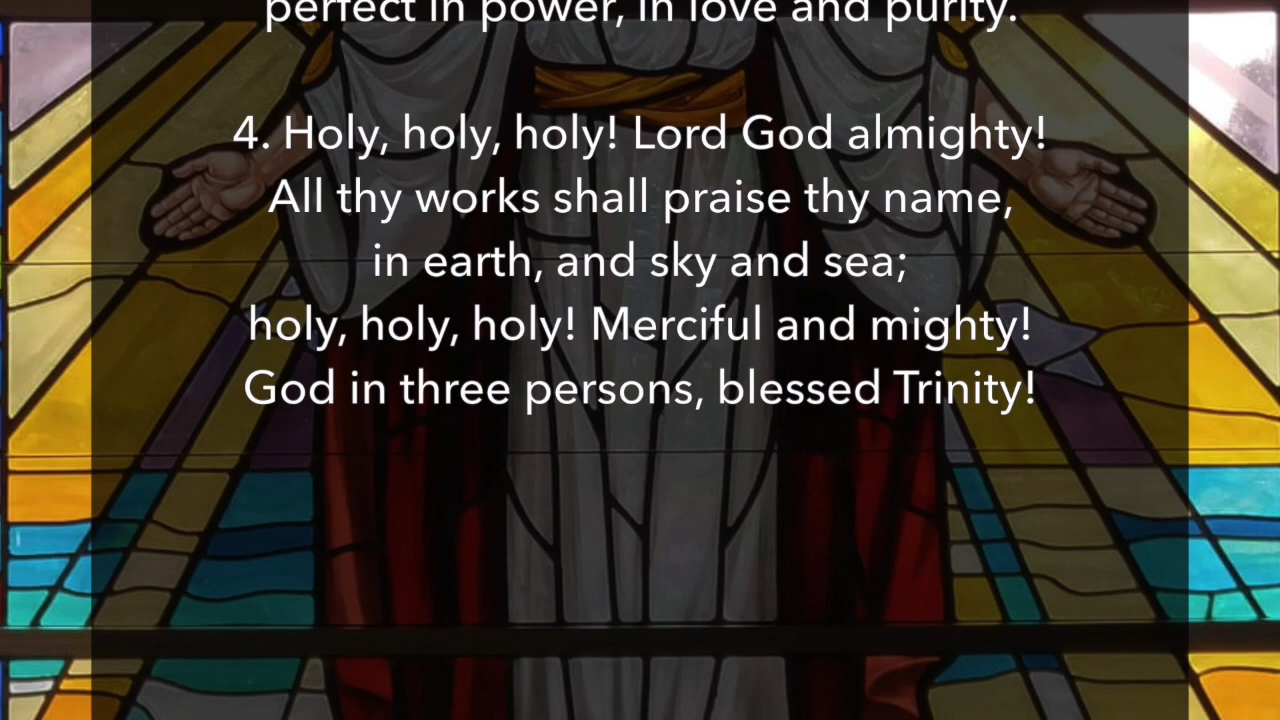 perfect in power, in love and purity.
4. Holy, holy, holy! Lord God almighty!
All thy works shall praise thy name,
in earth, and sky and sea;
holy, holy, holy! Merciful and mighty!
God in three persons, blessed Trinity!